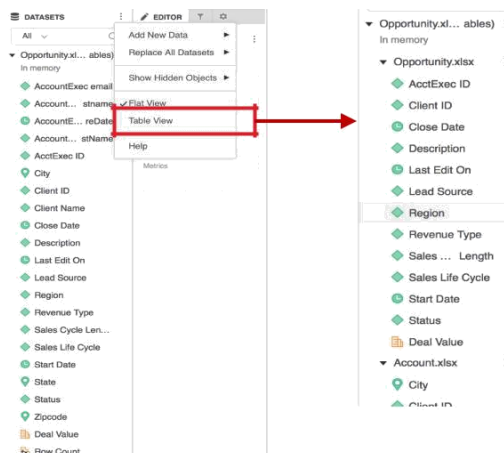 DATASETS
EDITOR
All
Opportunity.xl... ables)
In memory
AccountExec email
Account... stname
AccountE... reDate
Account... stName
AcctExec ID
City
Client ID
Client Name
Close Date
Description
Last Edit On
Lead Source
Region
Revenue Type
Sales Cycle Len...
Sales Life Cycle
Start Date
State
Status
Zipcode
Deal Value
Row Count
Add New Data
Replace All Datasets
Show Hidden Objects
Flat View
Table View
Help
Metrics
Opportunity.xl... ables)
In memory
Opportunity.xlsx
AcctExec ID
Client ID
Close Date
Description
Last Edit On
Lead Source
Region
Revenue Type
Sales ... Length
Sales Life Cycle
Start Date
Status
Deal Value
Account.xlsx
City
Client ID